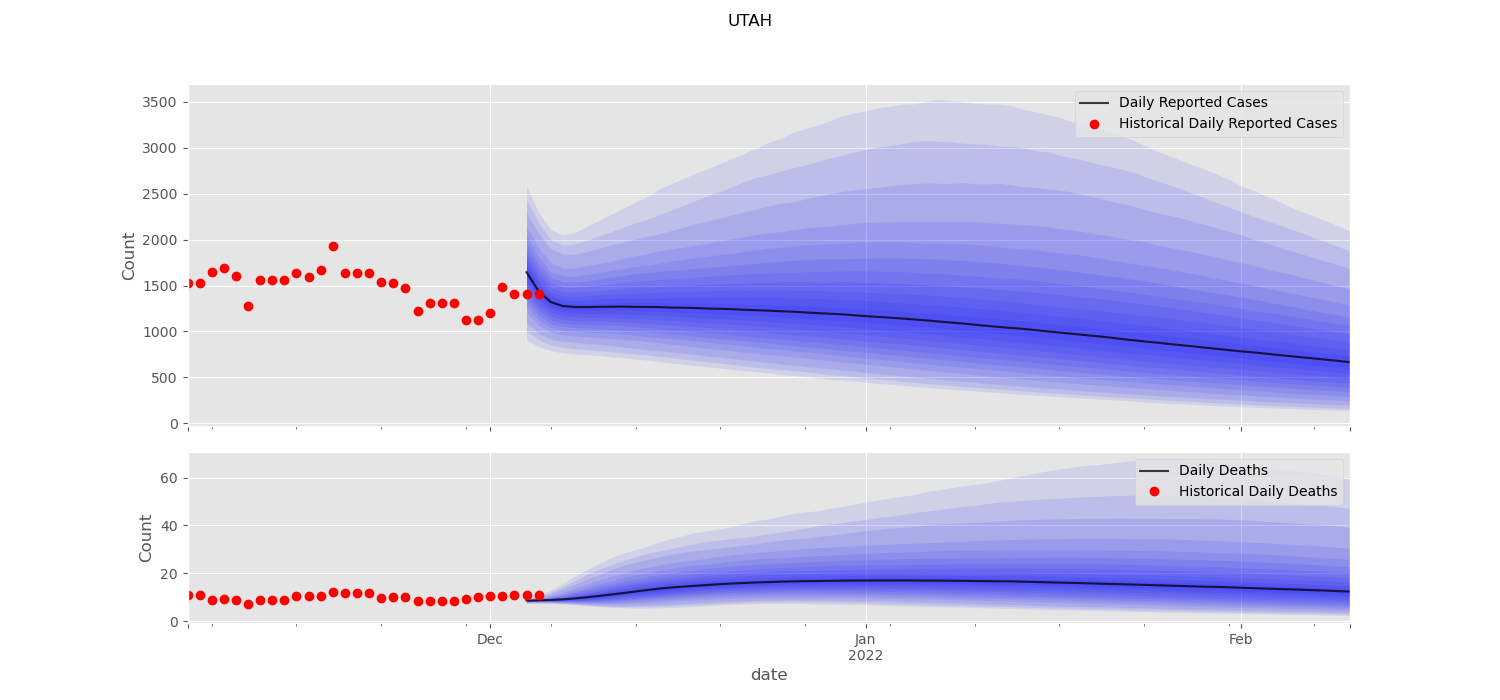 UTAH
Daily Reported Cases
Historical Daily Reported Cases
Count
3500
3000
2500
2000
1500
1000
500
0
Daily Deaths
Historical Daily Deaths
Count
60
40
20
0
Dec
Jan
2022
Feb
date